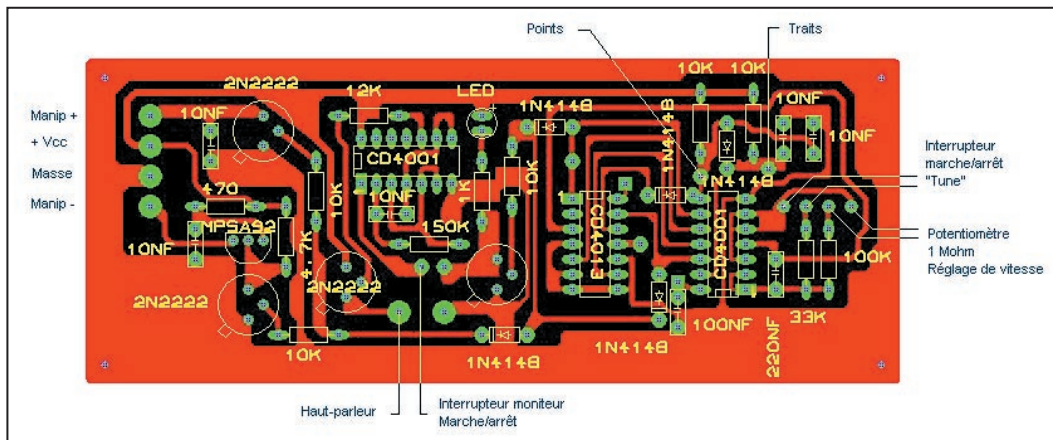 Points
Traits
2N2222
12K
LED
10K
10K
10NF
1N4148
1N4148
10NF
10NF
Manip +
+ Vcc
Masse
Manip -
CD4001
470
10K
10NF
1K
10K
150K
MPSA92
10NF
4.7K
2N2222
2N2222
10K
1N4148
1
CD4013
1N4148
CD4001
1N4148
100NF
220NF
33K
100K
Interrupteur
marche/arrêt
"Tune"
Potentiomètre
1 Mohm
Réglage de vitesse
Haut-parleur
Interrupteur moniteur
Marche/arrêt